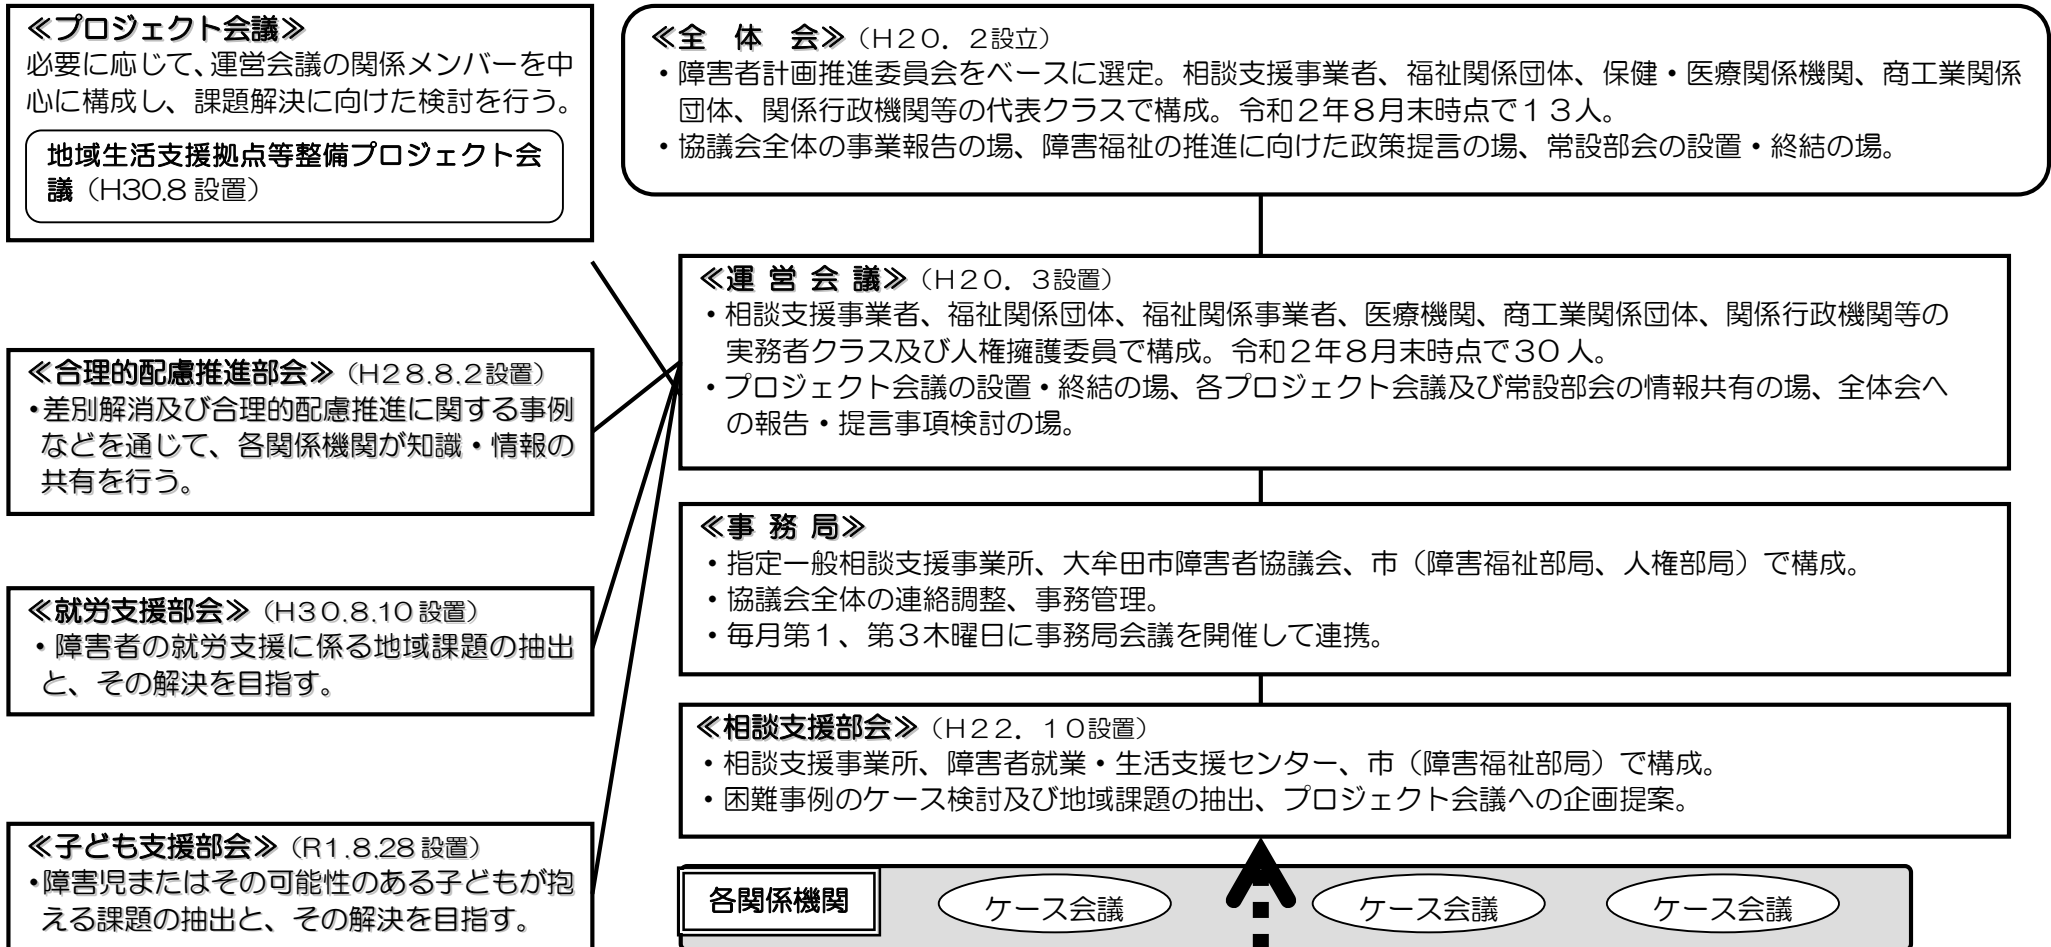 ≪プロジェクト会議≫
必要に応じて、運営会議の関係メンバーを中
心に構成し、課題解決に向けた検討を行う。
地域生活支援拠点等整備プロジェクト会
議（H30.8 設置）
≪合理的配慮推進部会≫（H２８.８.２設置）
・差別解消及び合理的配慮推進に関する事例
などを通じて、各関係機関が知識・情報の
共有を行う。
≪就労支援部会≫（H３０.８.10 設置）
・障害者の就労支援に係る地域課題の抽出
と、その解決を目指す。
≪子ども支援部会≫（R１.８.28 設置）
・障害児またはその可能性のある子どもが抱
える課題の抽出と、その解決を目指す。
≪全　体　会≫（H２０．２設立）
・障害者計画推進委員会をベースに選定。相談支援事業者、福祉関係団体、保健・医療関係機関、商工業関係
団体、関係行政機関等の代表クラスで構成。令和２年８月末時点で１３人。
・協議会全体の事業報告の場、障害福祉の推進に向けた政策提言の場、常設部会の設置・終結の場。
≪運 営 会 議≫（H２０．３設置）
・相談支援事業者、福祉関係団体、福祉関係事業者、医療機関、商工業関係団体、関係行政機関等の
実務者クラス及び人権擁護委員で構成。令和２年８月末時点で30 人。
・プロジェクト会議の設置・終結の場、各プロジェクト会議及び常設部会の情報共有の場、全体会へ
の報告・提言事項検討の場。
≪事 務 局≫
・指定一般相談支援事業所、大牟田市障害者協議会、市（障害福祉部局、人権部局）で構成。
・協議会全体の連絡調整、事務管理。
・毎月第１、第３木曜日に事務局会議を開催して連携。
≪相談支援部会≫（H２２．１０設置）
・相談支援事業所、障害者就業・生活支援センター、市（障害福祉部局）で構成。
・困難事例のケース検討及び地域課題の抽出、プロジェクト会議への企画提案。
各関係機関
ケース会議
ケース会議
ケース会議